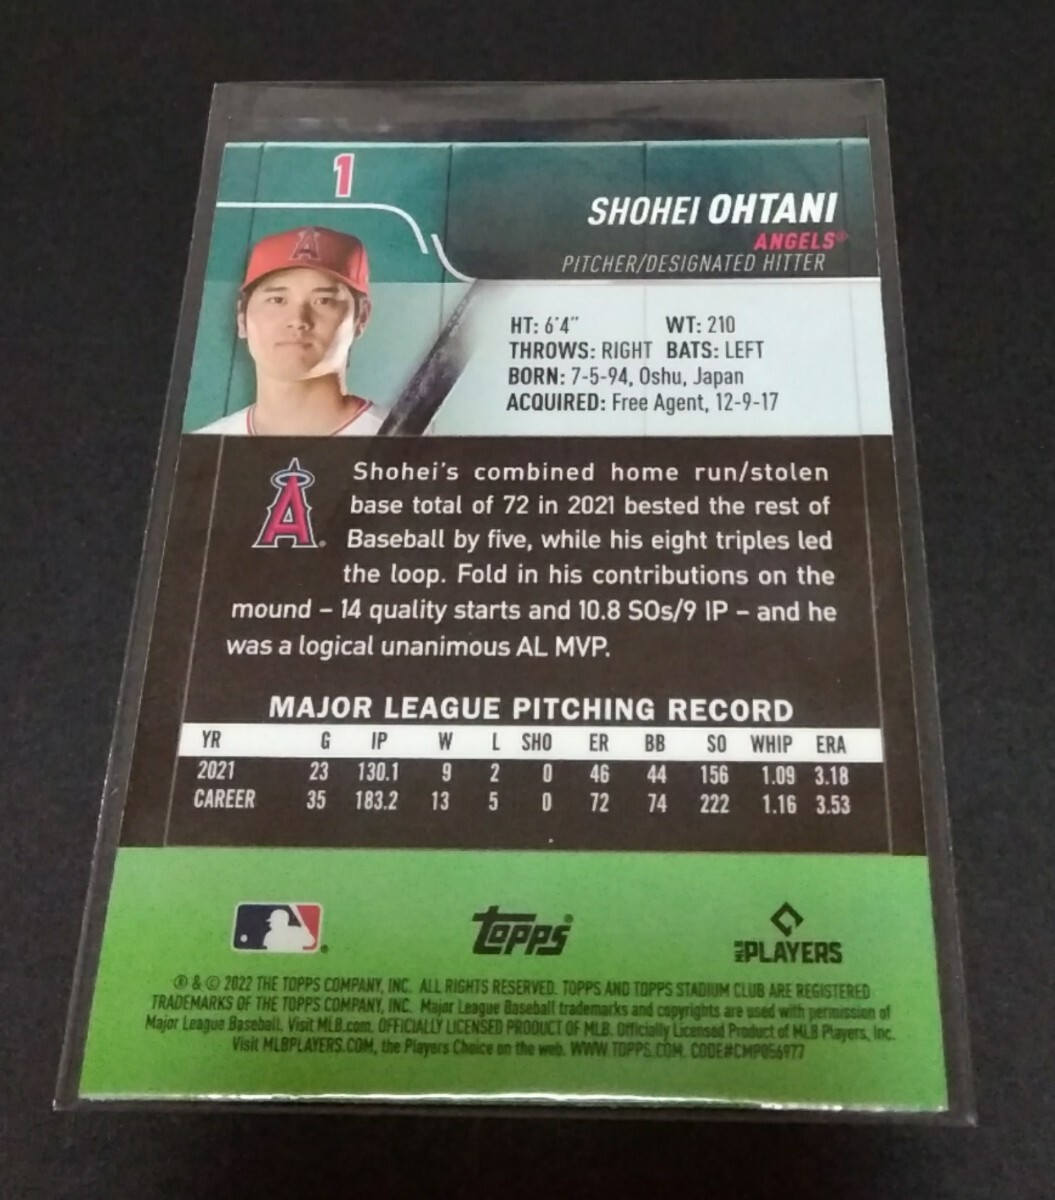 1
SHOHEI OHTANI
ANGELS®
PITCHER/DESIGNATED HITTER
A
HT: 6'4" WT: 210
THROWS: RIGHT BATS: LEFT
BORN: 7-5-94, Oshu, Japan
ACQUIRED: Free Agent, 12-9-17
A®
Shohei's combined home run/stolen
base total of 72 in 2021 bested the rest of
Baseball by five, while his eight triples led
the loop. Fold in his contributions on the
mound – 14 quality starts and 10.8 SOs/9 IP – and he
was a logical unanimous AL MVP.
MAJOR LEAGUE PITCHING RECORD
YR G IP W L SHO ER BB SO WHIP ERA
2021 23 130.1 9 2 0 46 44 156 1.09 3.18
CAREER 35 183.2 13 5 0 72 74 222 1.16 3.53
topps®
MLB PLAYERS
® & © 2022 THE TOPPS COMPANY, INC. ALL RIGHTS RESERVED. TOPPS AND TOPPS STADIUM CLUB ARE REGISTERED
TRADEMARKS OF THE TOPPS COMPANY, INC. Major League Baseball trademarks and copyrights are used with permission of
Major League Baseball. Visit MLB.com. OFFICIALLY LICENSED PRODUCT OF MLB. Officially Licensed Product of MLB Players, Inc.
Visit MLBPLAYERS.COM, the Players Choice on the web. WWW.TOPPS.COM. CODE#CMP056977